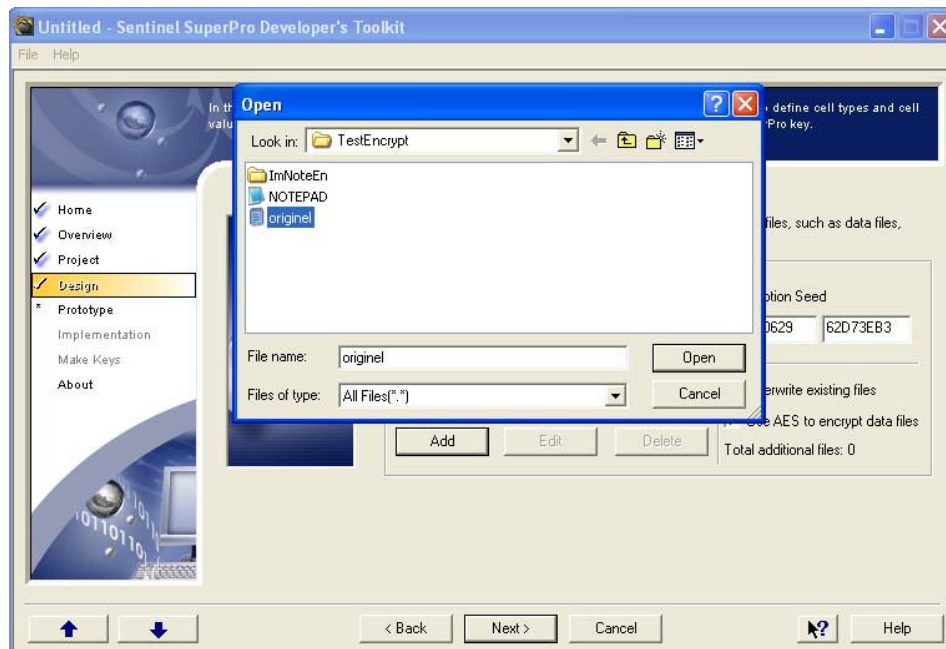 Untitled - Sentinel SuperPro Developer's Toolkit
File Help
In th
valu
define cell types and cell
Pro key.
Open
Look in: TestEncrypt
ImNoteEn
NOTEPAD
originel
File name: originel
Open
Files of type: All Files(*.*)
Cancel
Home
Overview
Project
Design
* Prototype
Implementation
Make Keys
About
files, such as data files,
ption Seed
0629 62D73EB3
erwrite existing files
AES to encrypt data files
Total additional files: 0
Add Edit Delete
< Back Next > Cancel
? Help